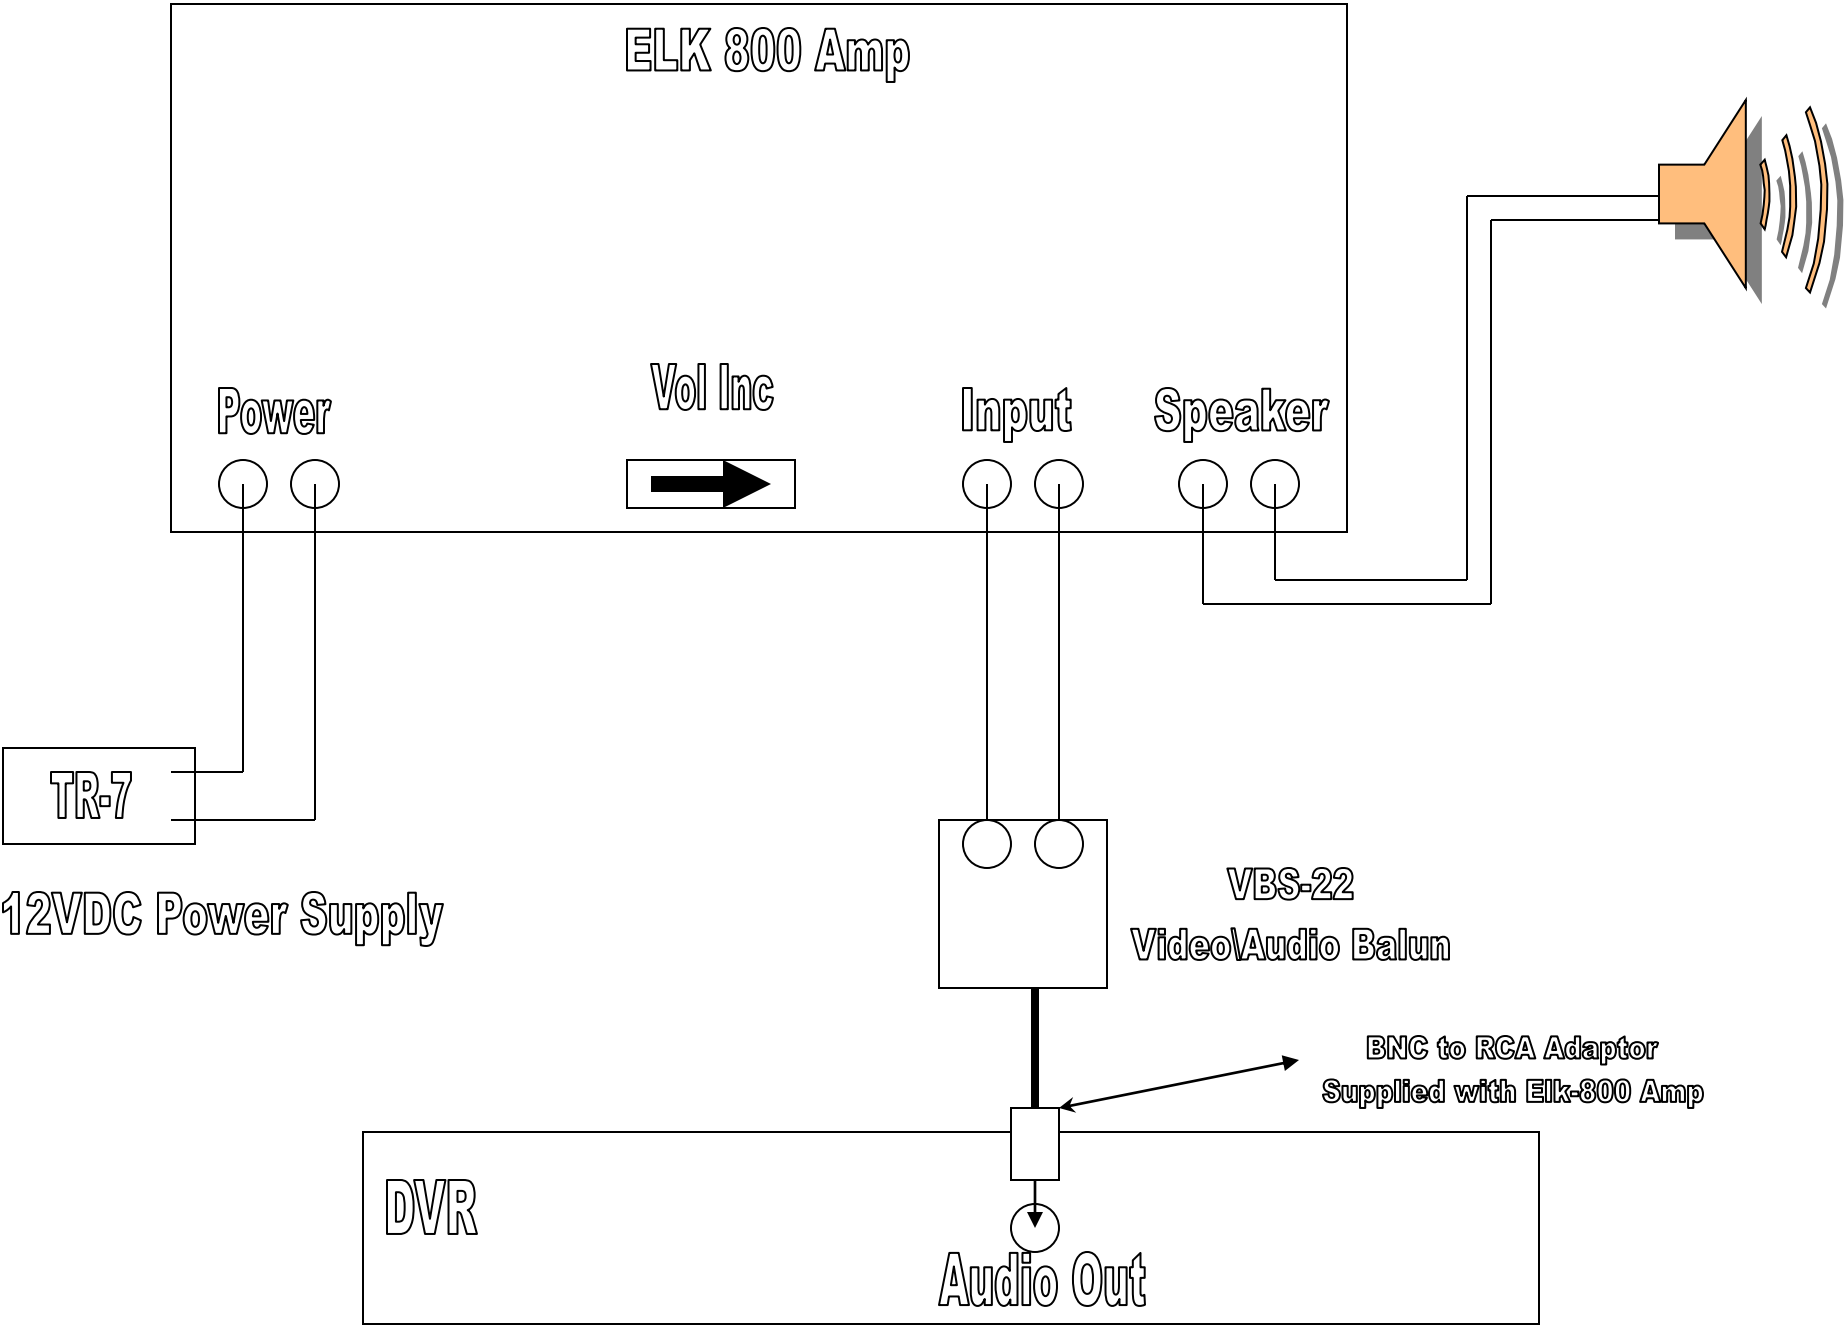 ELK 800 Amp
Vol Inc
Power
Input
Speaker
TR-7
12VDC Power Supply
VBS-22
Video\Audio Balun
BNC to RCA Adaptor
Supplied with Elk-800 Amp
DVR
Audio Out